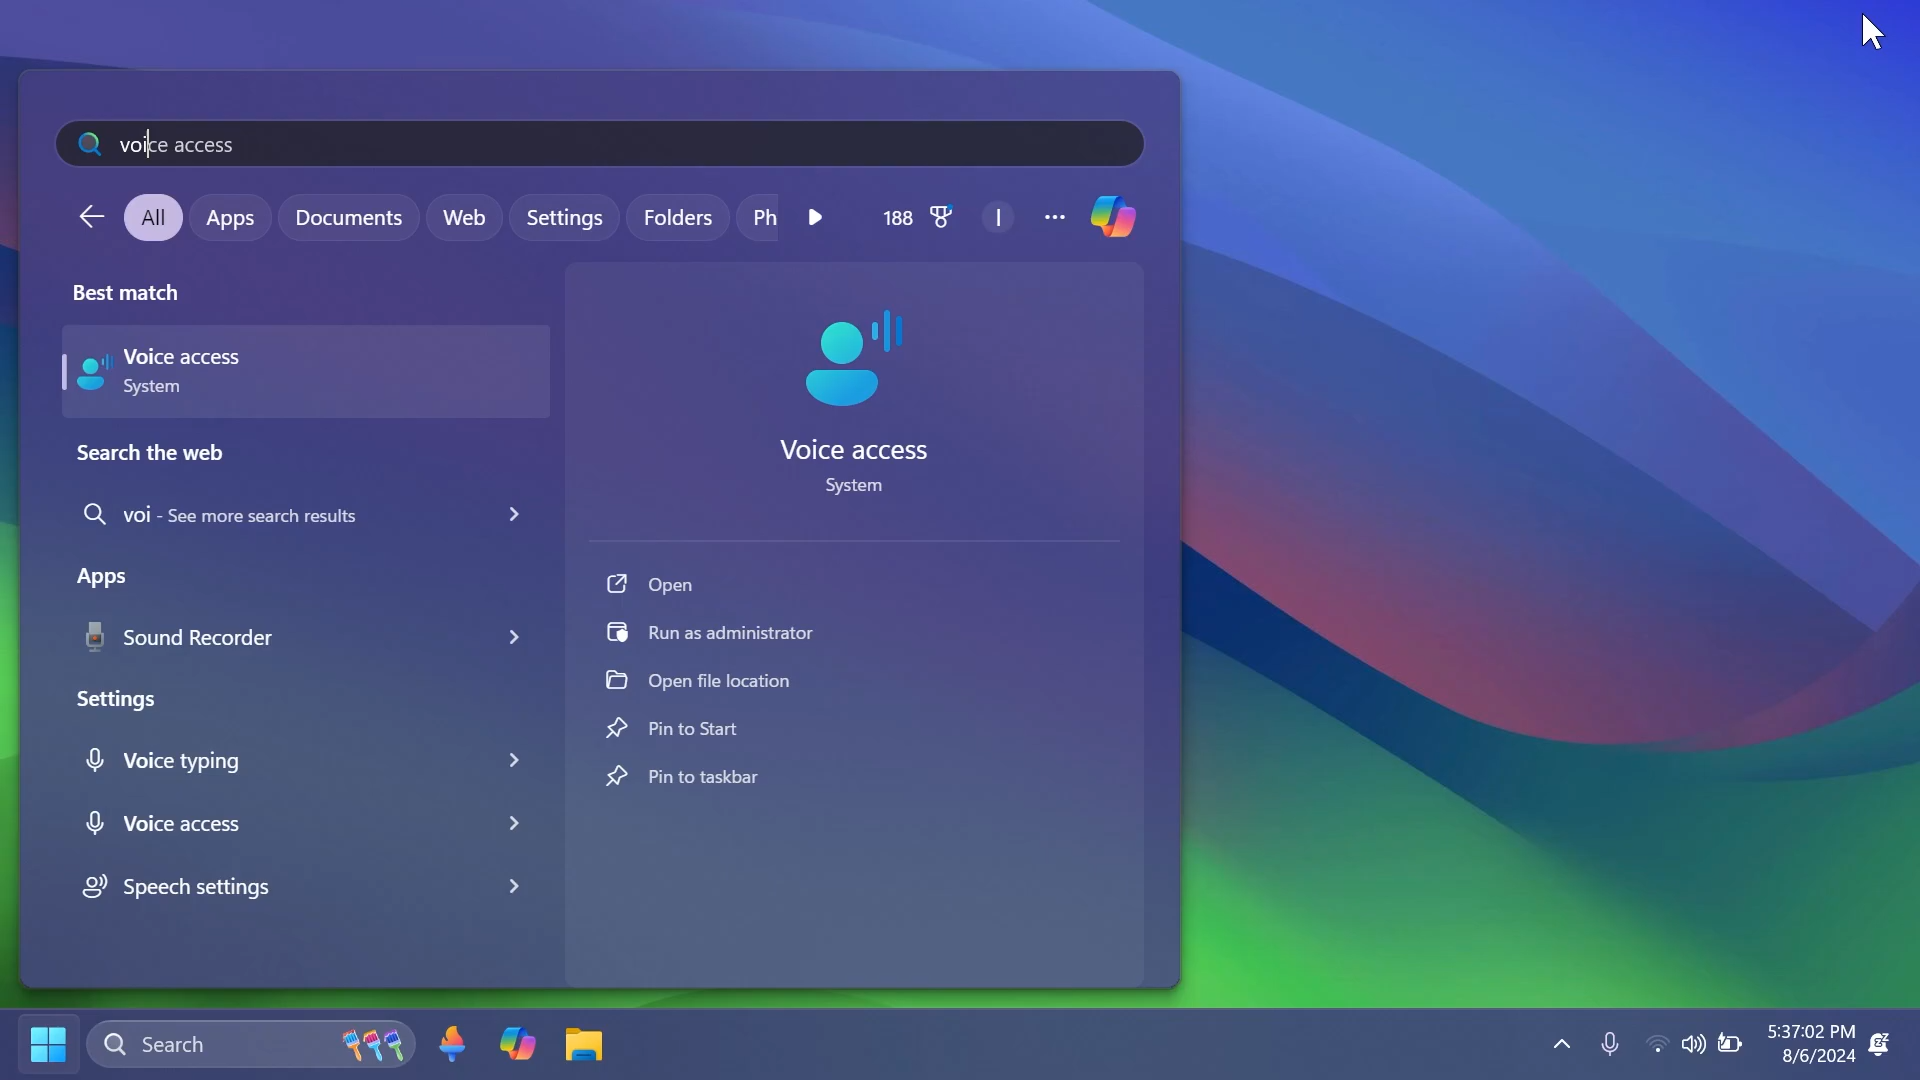 voice access
All
Apps
Documents
Web
Settings
Folders
Ph
188
I
Best match
Voice access
System
Search the web
voi - See more search results
Apps
Sound Recorder
Settings
Voice typing
Voice access
Speech settings
Voice access
System
Open
Run as administrator
Open file location
Pin to Start
Pin to taskbar
Search
5:37:02 PM
8/6/2024